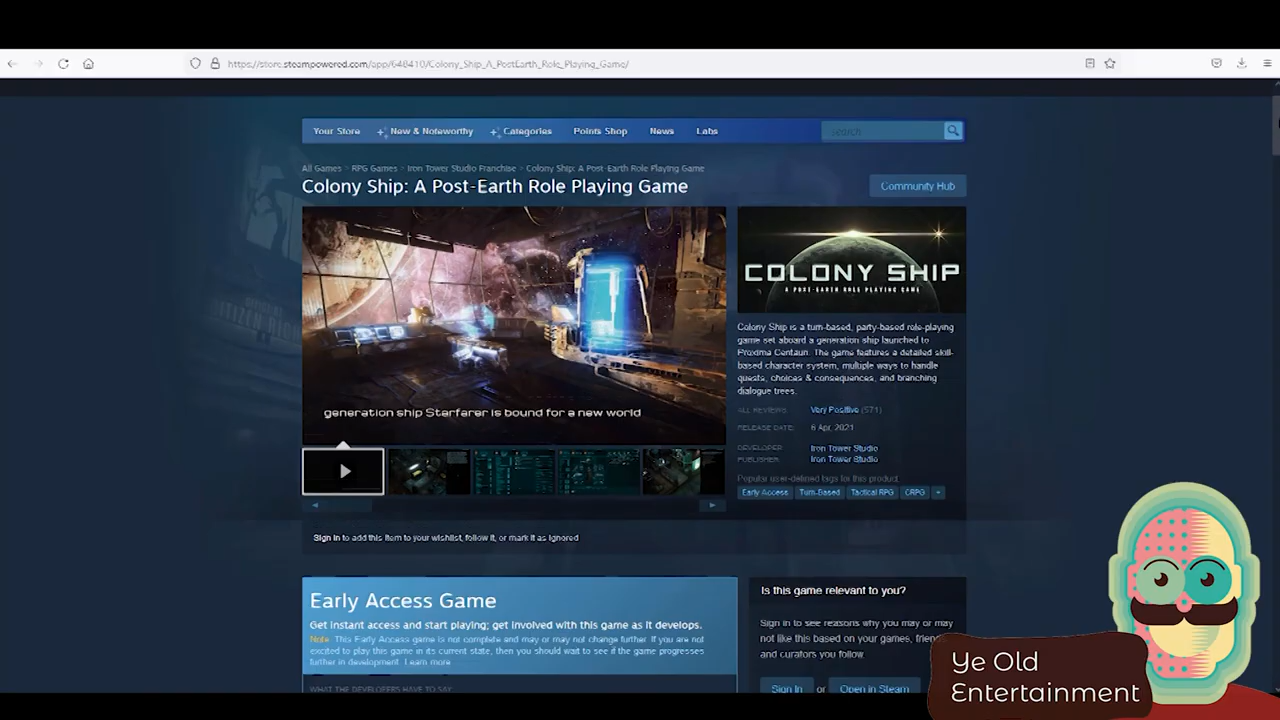 https://store.steampowered.com/app/648410/Colony_Ship_A_PostEarth_Role_Playing_Game/
Your Store
New & Noteworthy
Categories
Points Shop
News
Labs
search
All Games > RPG Games > Iron Tower Studio Franchise > Colony Ship: A Post-Earth Role Playing Game
Colony Ship: A Post-Earth Role Playing Game
Community Hub
generation ship Starfarer is bound for a new world
COLONY SHIP
A POST-EARTH ROLE PLAYING GAME
Colony Ship is a turn-based, party-based role-playing
game set aboard a generation ship launched to
Proxima Centauri. The game features a detailed skill-
based character system, multiple ways to handle
quests, choices & consequences, and branching
dialogue trees.
ALL REVIEWS: Very Positive (571)
RELEASE DATE: 6 Apr, 2021
DEVELOPER: Iron Tower Studio
PUBLISHER: Iron Tower Studio
Popular user-defined tags for this product:
Early Access Turn-Based Tactical RPG CRPG +
Sign in to add this item to your wishlist, follow it, or mark it as ignored
Early Access Game
Get instant access and start playing; get involved with this game as it develops.
Note: This Early Access game is not complete and may or may not change further. If you are
not excited to play this game in its current state, then you should wait to see if the game progresses
further in development. Learn more
WHAT THE DEVELOPERS HAVE TO SAY:
Is this game relevant to you?
Sign in to see reasons why you may or may
not like this based on your games, friends
and curators you follow.
Sign In or Open in Steam
Ye Old
Entertainment